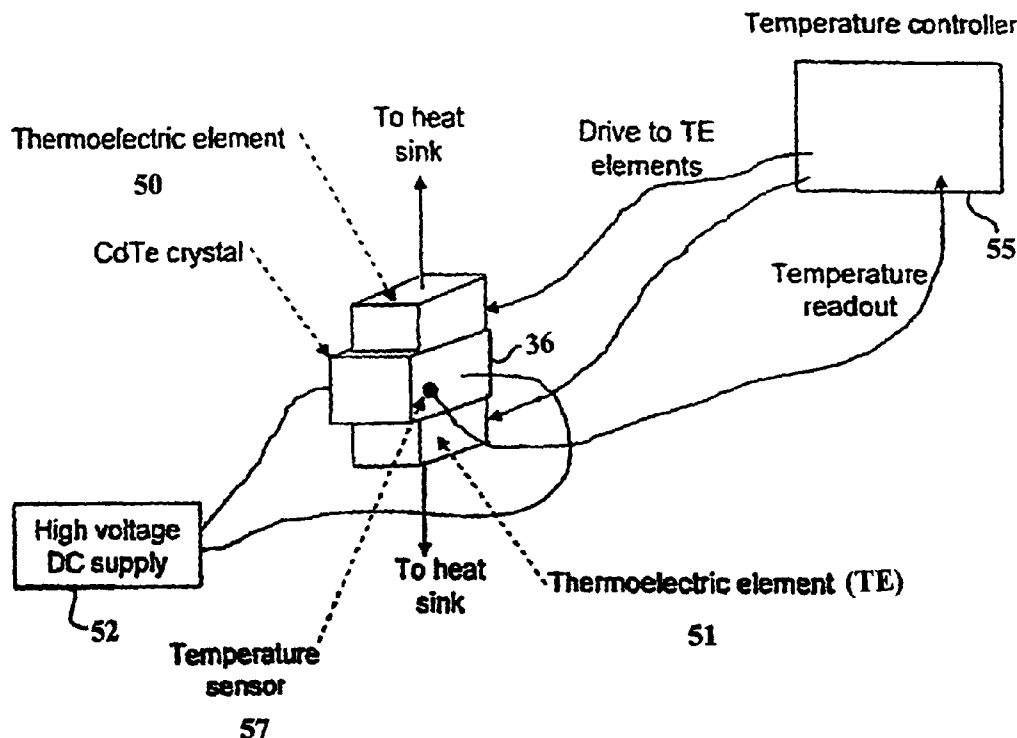 Temperature controller
To heat
sink
Thermoelectric element
50
Drive to TE
elements
CdTe crystal
55
Temperature
readout
36
High voltage
DC supply
52
To heat
sink
Thermoelectric element (TE)
51
Temperature
sensor
57